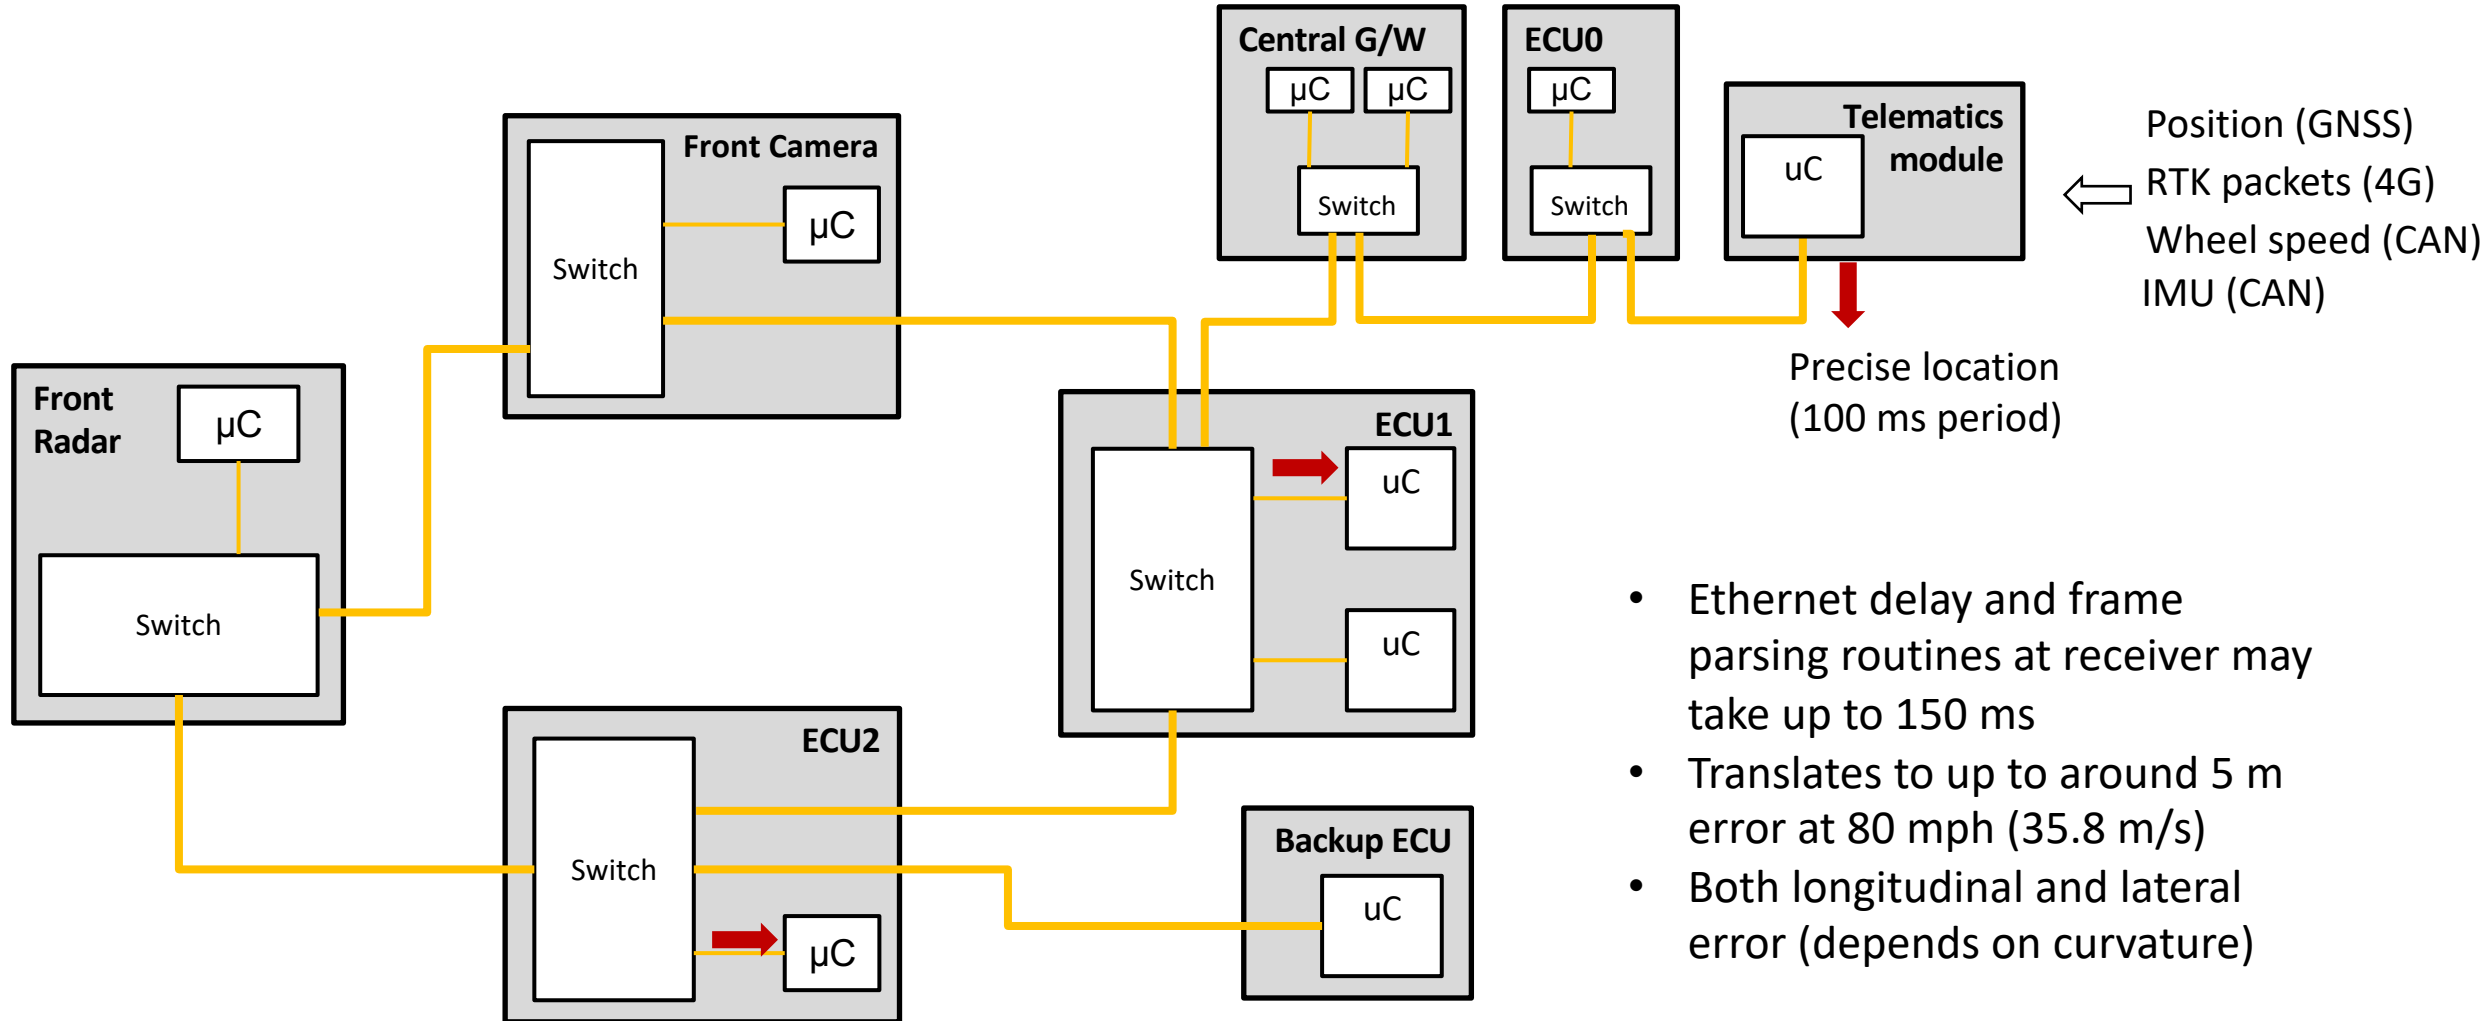 Central G/W
µC
µC
Switch
ECU0
µC
Switch
Telematics
module
uC
Position (GNSS)
RTK packets (4G)
Wheel speed (CAN)
IMU (CAN)
Precise location
(100 ms period)
Front Camera
Switch
µC
Front
Radar
µC
Switch
ECU1
Switch
uC
uC
ECU2
Switch
µC
Backup ECU
uC
• Ethernet delay and frame
parsing routines at receiver may
take up to 150 ms
• Translates to up to around 5 m
error at 80 mph (35.8 m/s)
• Both longitudinal and lateral
error (depends on curvature)